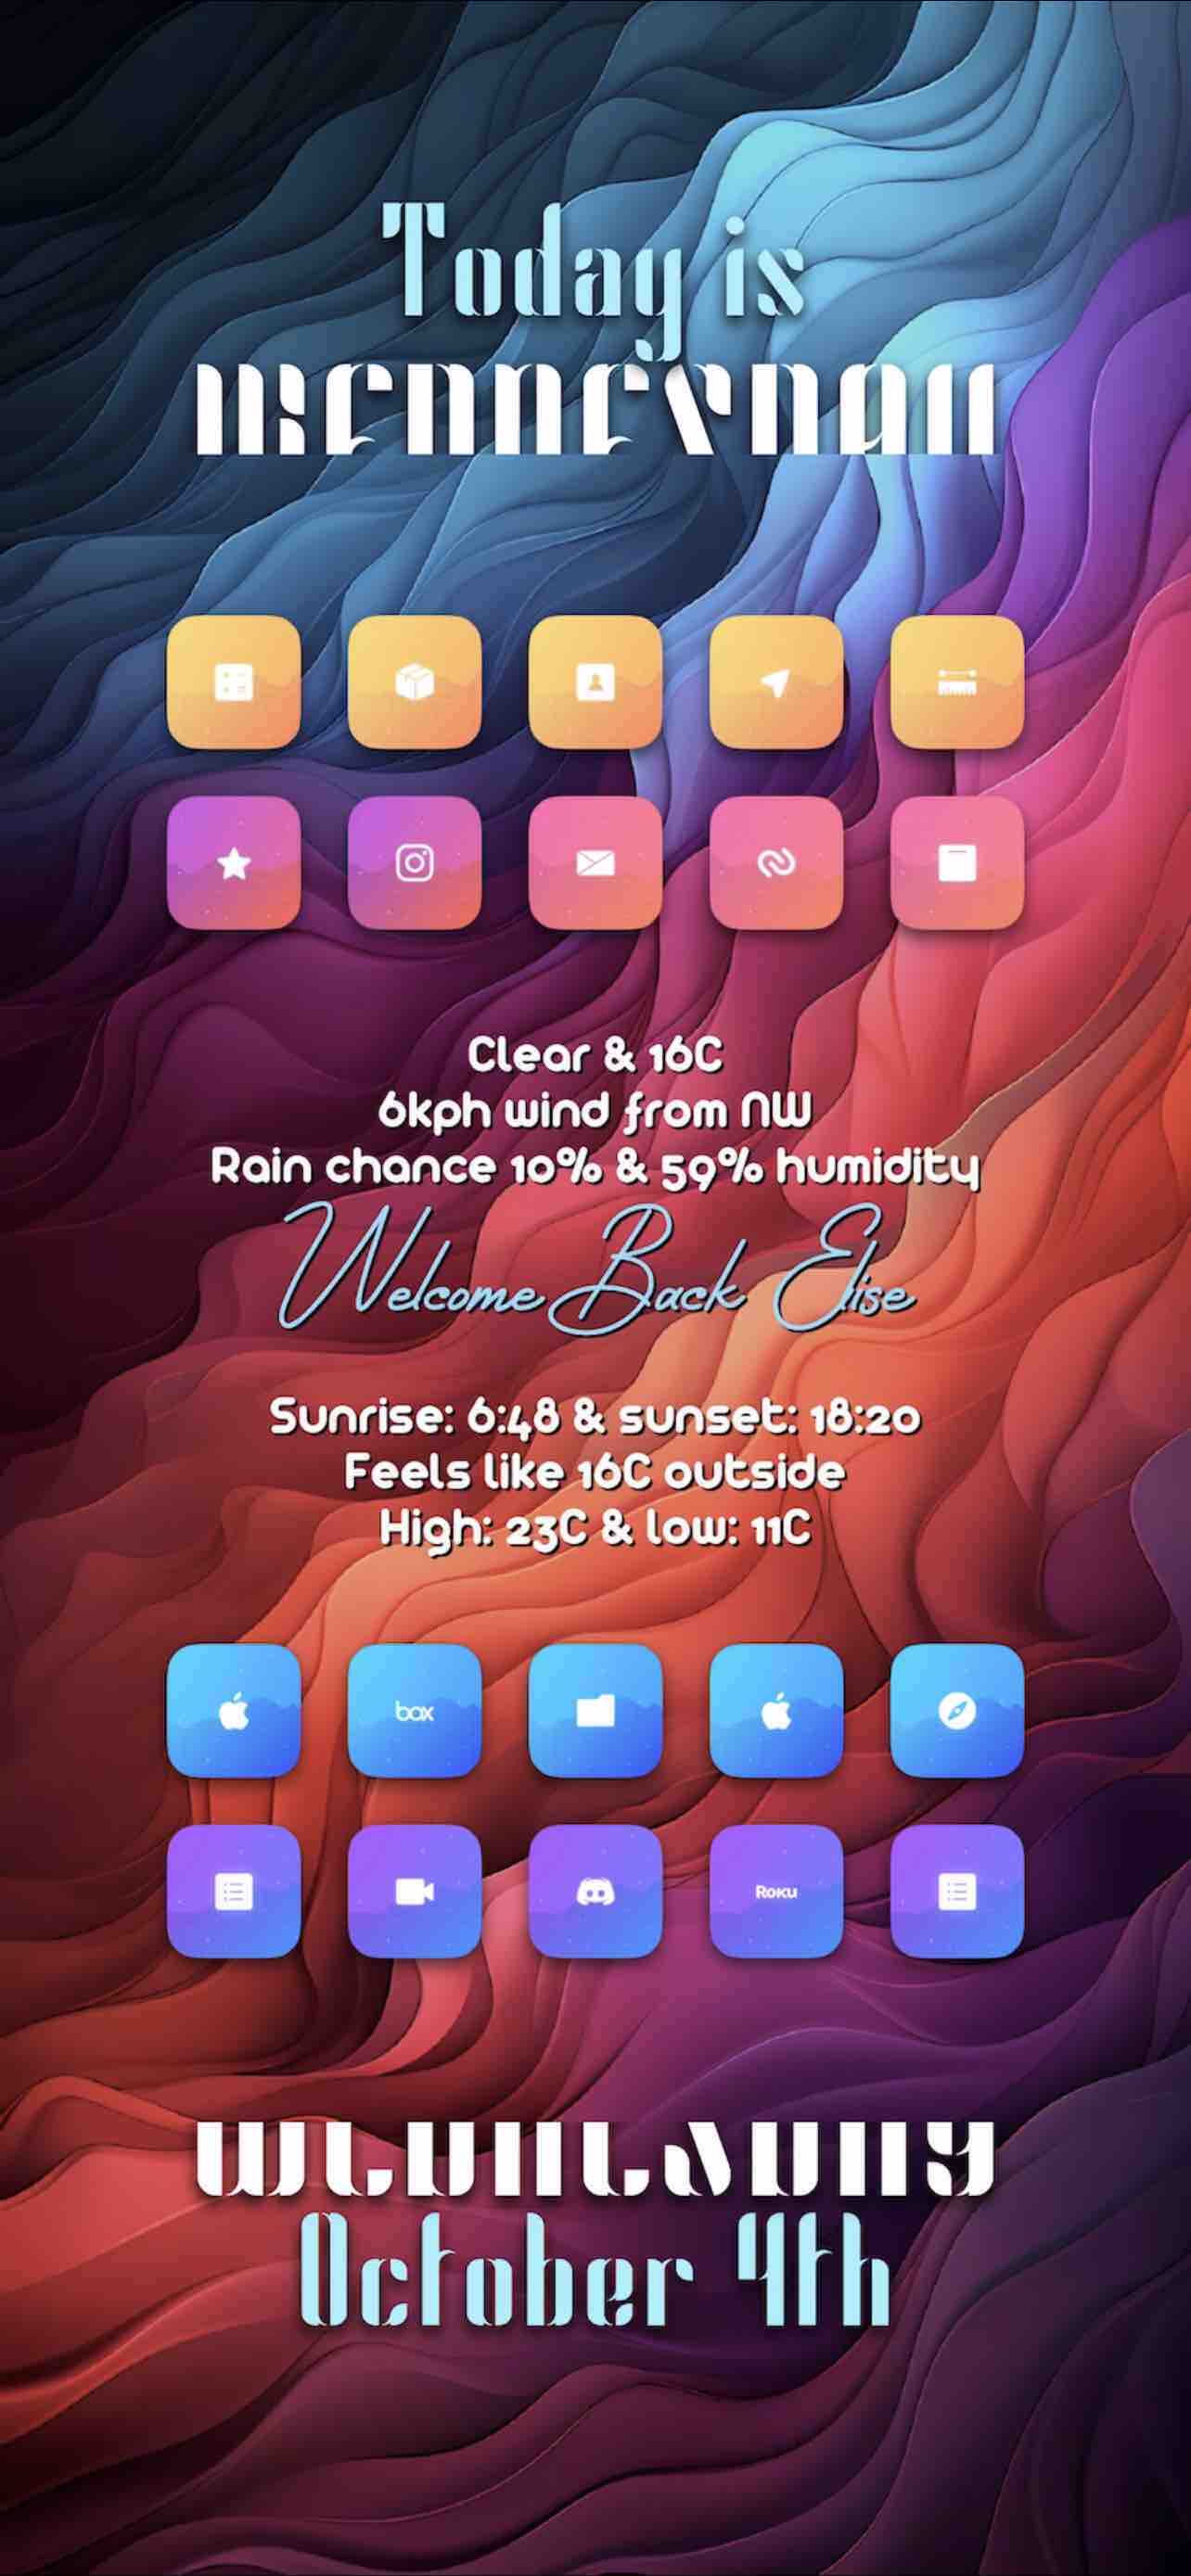 Today is
WEDNESDAY
Clear & 16C
6kph wind from NW
Rain chance 10% & 59% humidity
Welcome Back Elise
Sunrise: 6:48 & sunset: 18:20
Feels like 16C outside
High: 23C & low: 11C
box
Roku
WEDNESDAY
October 4th